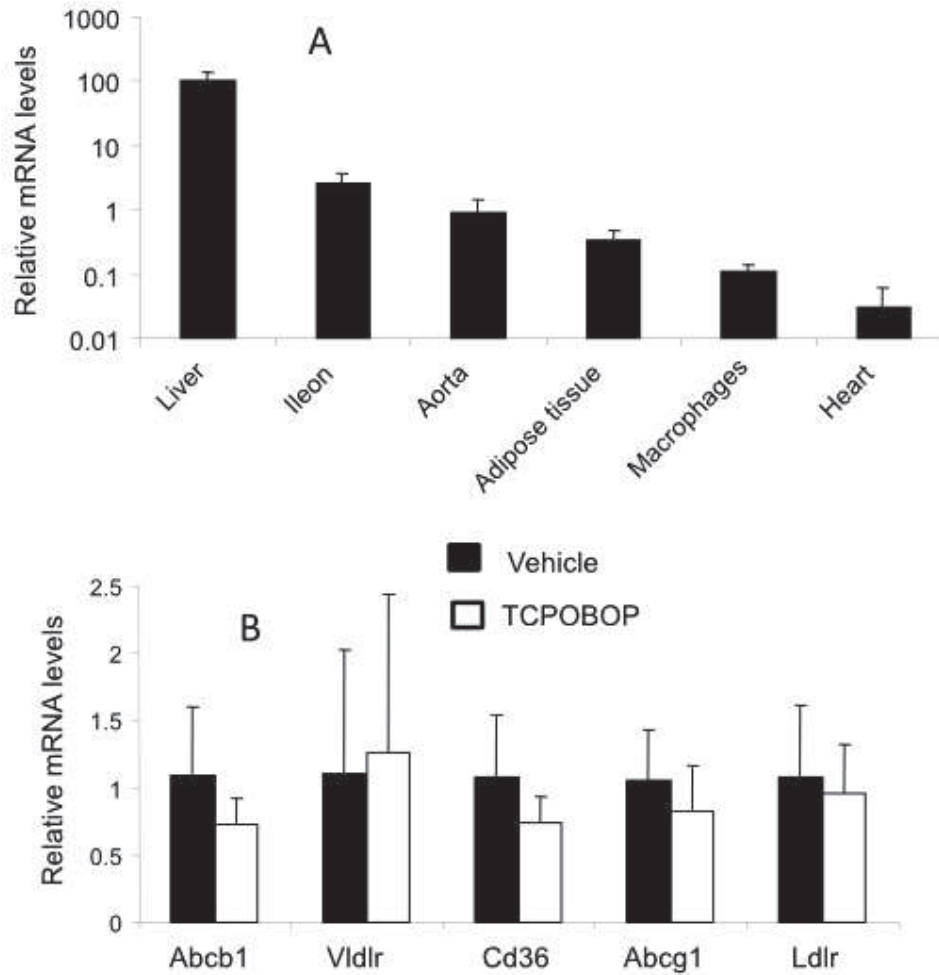 A
Relative mRNA levels
1000
100
10
1
0.1
0.01
Liver
Ileon
Aorta
Adipose tissue
Macrophages
Heart
Vehicle
TCPOBOP
B
Relative mRNA levels
2.5
2
1.5
1
0.5
0
Abcb1 Vldlr Cd36 Abcg1 Ldlr